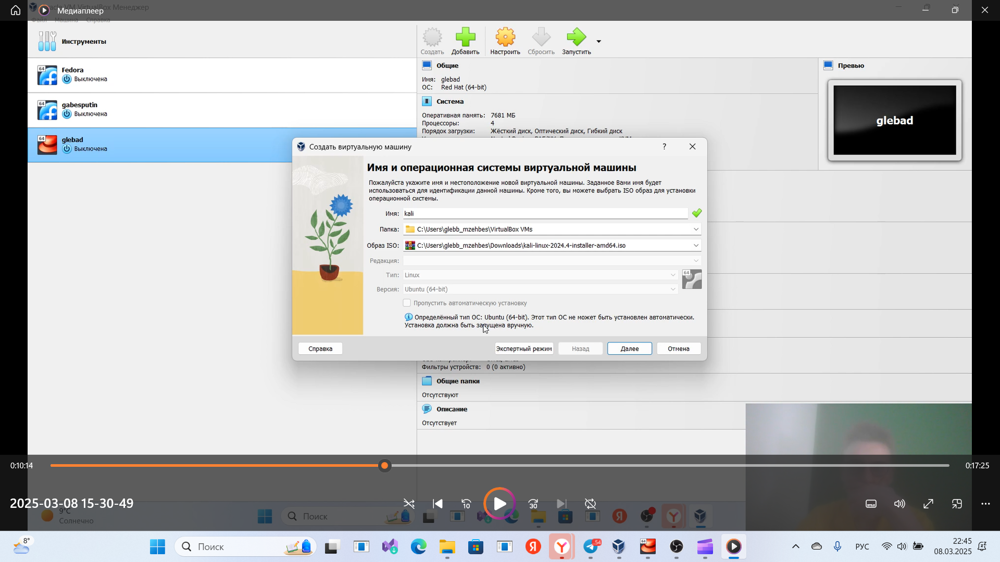 Oracle VM VirtualBox Менеджер
Медиаплеер
Файл Машина Справка
Инструменты
Создать
Добавить
Настроить
Сбросить
Запустить
64
Fedora
Выключена
64
gabesputin
Выключена
64
glebad
Выключена
Общие
Имя: glebad
ОС: Red Hat (64-bit)
Система
Оперативная память: 7681 МБ
Процессоры: 4
Порядок загрузки: Жёсткий диск, Оптический диск, Гибкий диск
Превью
glebad
Создать виртуальную машину
?
Имя и операционная системы виртуальной машины
Пожалуйста укажите имя и местоположение новой виртуальной машины. Заданное Вами имя будет
использоваться для идентификации данной машины. Кроме того, вы можете выбрать ISO образ для установки
операционной системы.
Имя: kali
Папка: C:\Users\glebb_mzehbes\VirtualBox VMs
Образ ISO: C:\Users\glebb_mzehbes\Downloads\kali-linux-2024.4-installer-amd64.iso
Редакция:
Тип: Linux
64
Версия: Ubuntu (64-bit)
Пропустить автоматическую установку
Определённый тип ОС: Ubuntu (64-bit). Этот тип ОС не может быть установлен автоматически.
Установка должна быть запущена вручную.
Справка
Экспертный режим
Назад
Далее
Отмена
Фильтры устройств: 0 (0 активно)
Общие папки
Отсутствуют
Описание
Отсутствует
0:10:14
0:17:25
2025-03-08 15-30-49
10
30
9°C
Солнечно
Поиск
8°
Поиск
54
64
РУС
22:45
08.03.2025